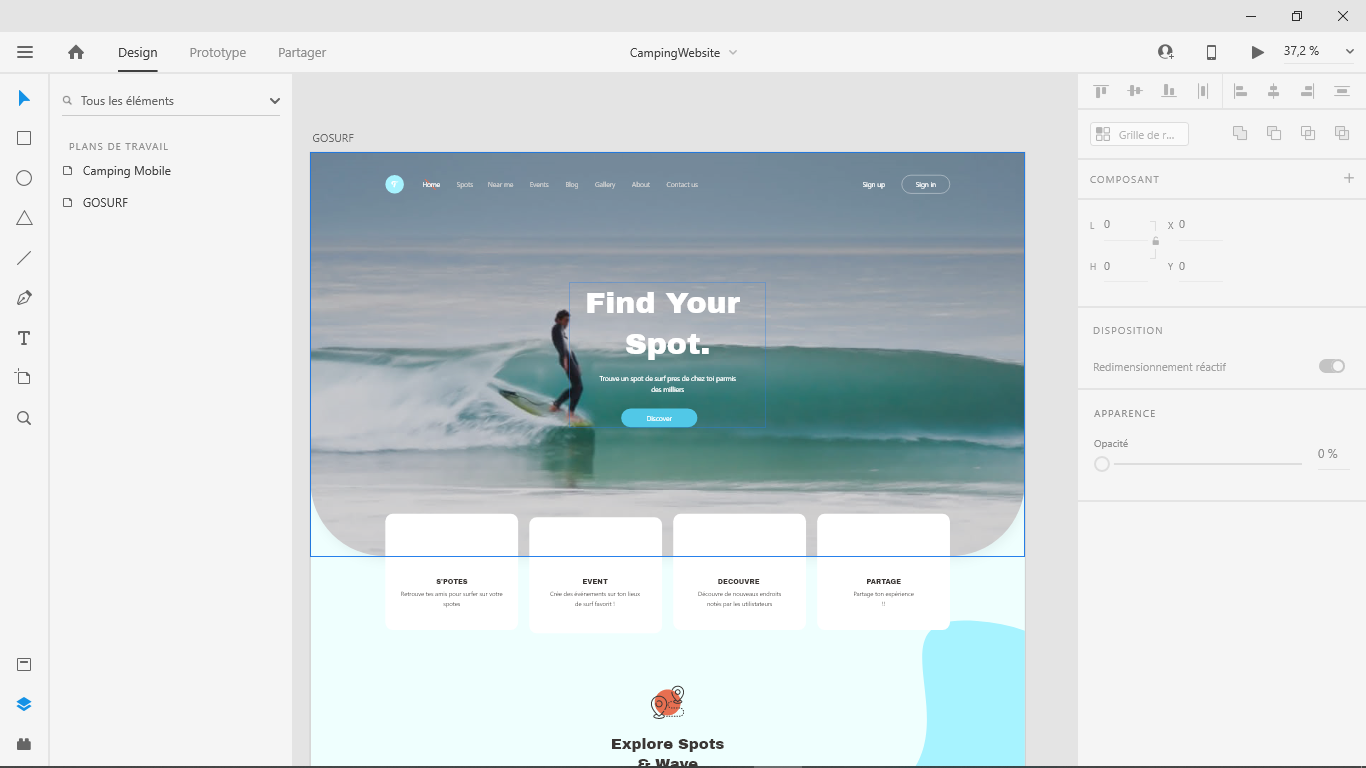 Design
Prototype
Partager
CampingWebsite
37,2 %
Tous les éléments
PLANS DE TRAVAIL
Camping Mobile
GOSURF
GOSURF
Home
Spots
Near me
Events
Blog
Gallery
About
Contact us
Sign up
Sign in
Find Your
Spot.
Trouve un spot de surf pres de chez toi parmis
des milliers
Discover
S'POTES
Retrouve tes amis pour surfer sur votre
spotes
EVENT
Crée des évènements sur ton lieux
de surf favorit !
DECOUVRE
Découvre de nouveaux endroits
notés par les utilistateurs
PARTAGE
Partage ton expérience
!!
Explore Spots
& Wave
Grille de r...
COMPOSANT
L 0
X 0
H 0
Y 0
DISPOSITION
Redimensionnement réactif
APPARENCE
Opacité
0 %